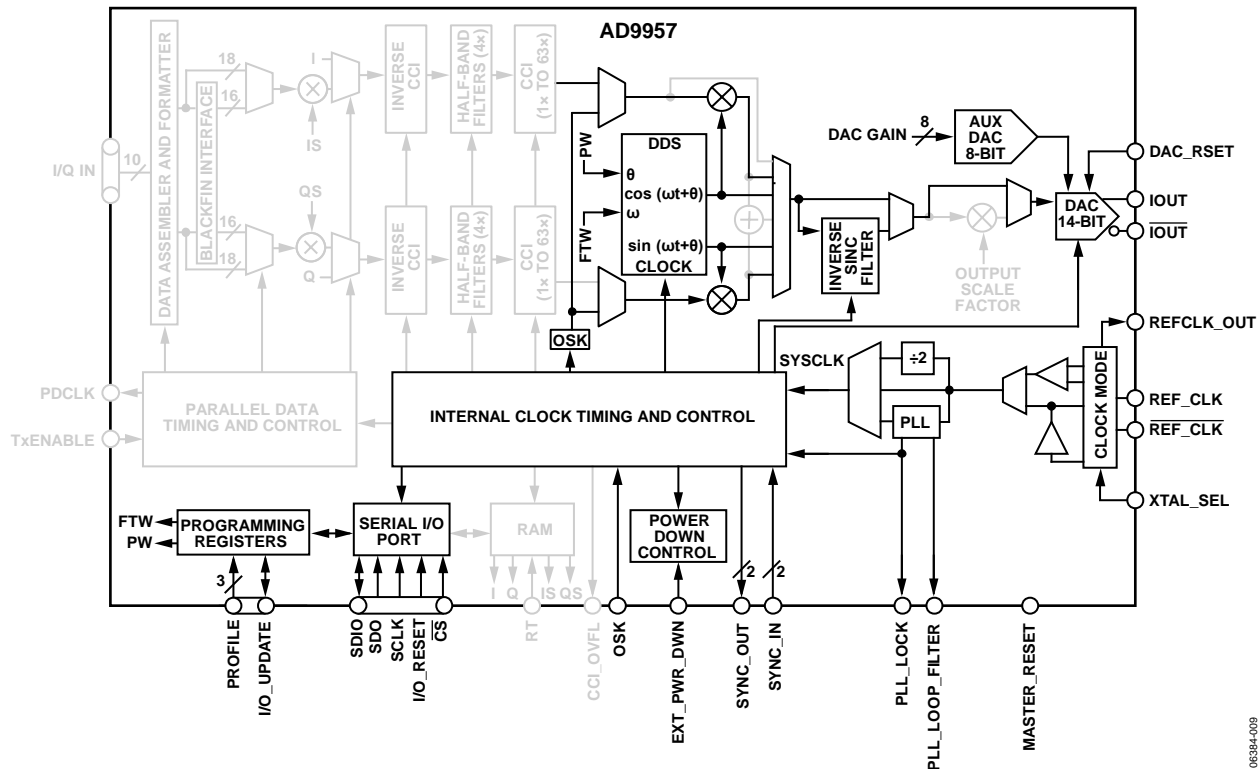 AD9957
DATA ASSEMBLER AND FORMATTER
BLACKFIN INTERFACE
18
16
IS
I
INVERSE
CCI
HALF-BAND
FILTERS (4×)
CCI
(1× TO 63×)
I/Q IN
10
QS
16
18
Q
INVERSE
CCI
HALF-BAND
FILTERS (4×)
CCI
(1× TO 63×)
PW
FTW
DDS
θ
cos (ωt+θ)
ω
sin (ωt+θ)
CLOCK
OSK
INVERSE
SINC
FILTER
OUTPUT
SCALE
FACTOR
DAC GAIN
8
AUX
DAC
8-BIT
DAC
14-BIT
DAC_RSET
IOUT
IOUT
REFCLK_OUT
PDCLK
TxENABLE
PARALLEL DATA
TIMING AND CONTROL
INTERNAL CLOCK TIMING AND CONTROL
SYSCLK
÷2
PLL
CLOCK MODE
REF_CLK
REF_CLK
XTAL_SEL
FTW
PW
PROGRAMMING
REGISTERS
SERIAL I/O
PORT
RAM
POWER
DOWN
CONTROL
3
I
Q
IS
QS
2
2
PROFILE
I/O_UPDATE
SDIO
SDO
SCLK
I/O_RESET
CS
RT
CCI_OVFL
OSK
EXT_PWR_DWN
SYNC_OUT
SYNC_IN
PLL_LOCK
PLL_LOOP_FILTER
MASTER_RESET
06384-009